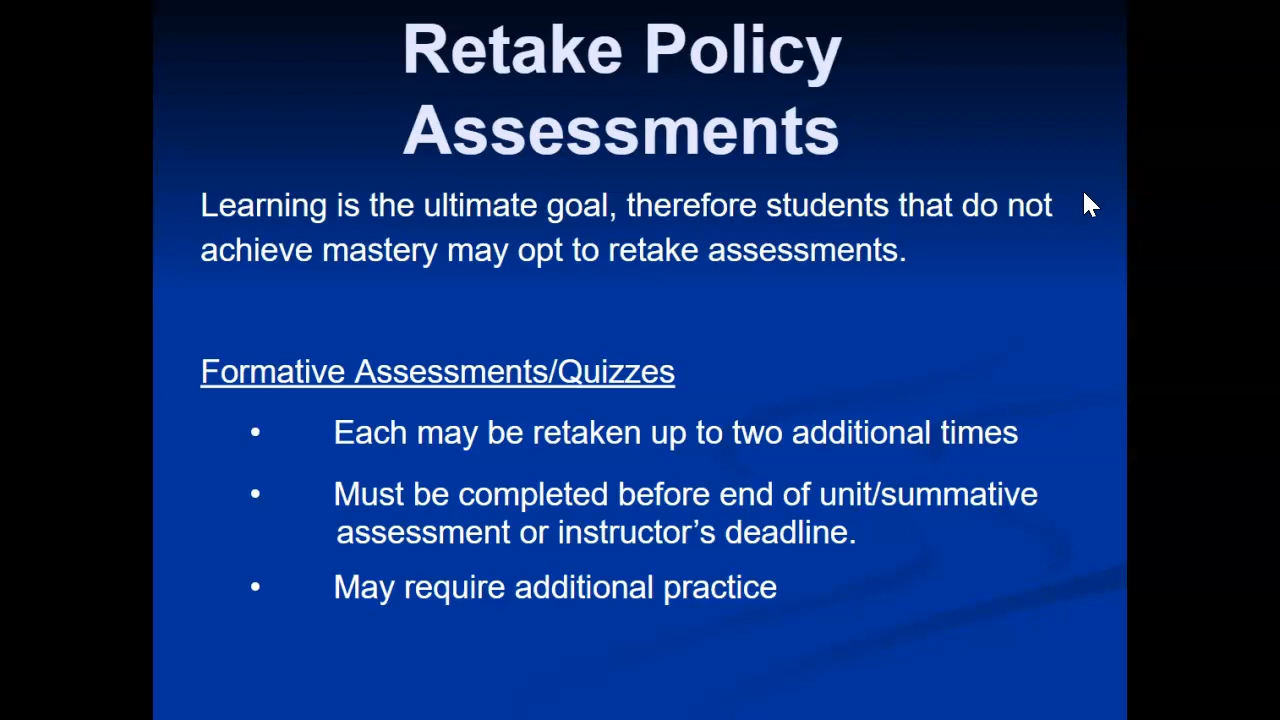 Retake Policy
Assessments
Learning is the ultimate goal, therefore students that do not
achieve mastery may opt to retake assessments.
Formative Assessments/Quizzes
• Each may be retaken up to two additional times
• Must be completed before end of unit/summative
assessment or instructor’s deadline.
• May require additional practice